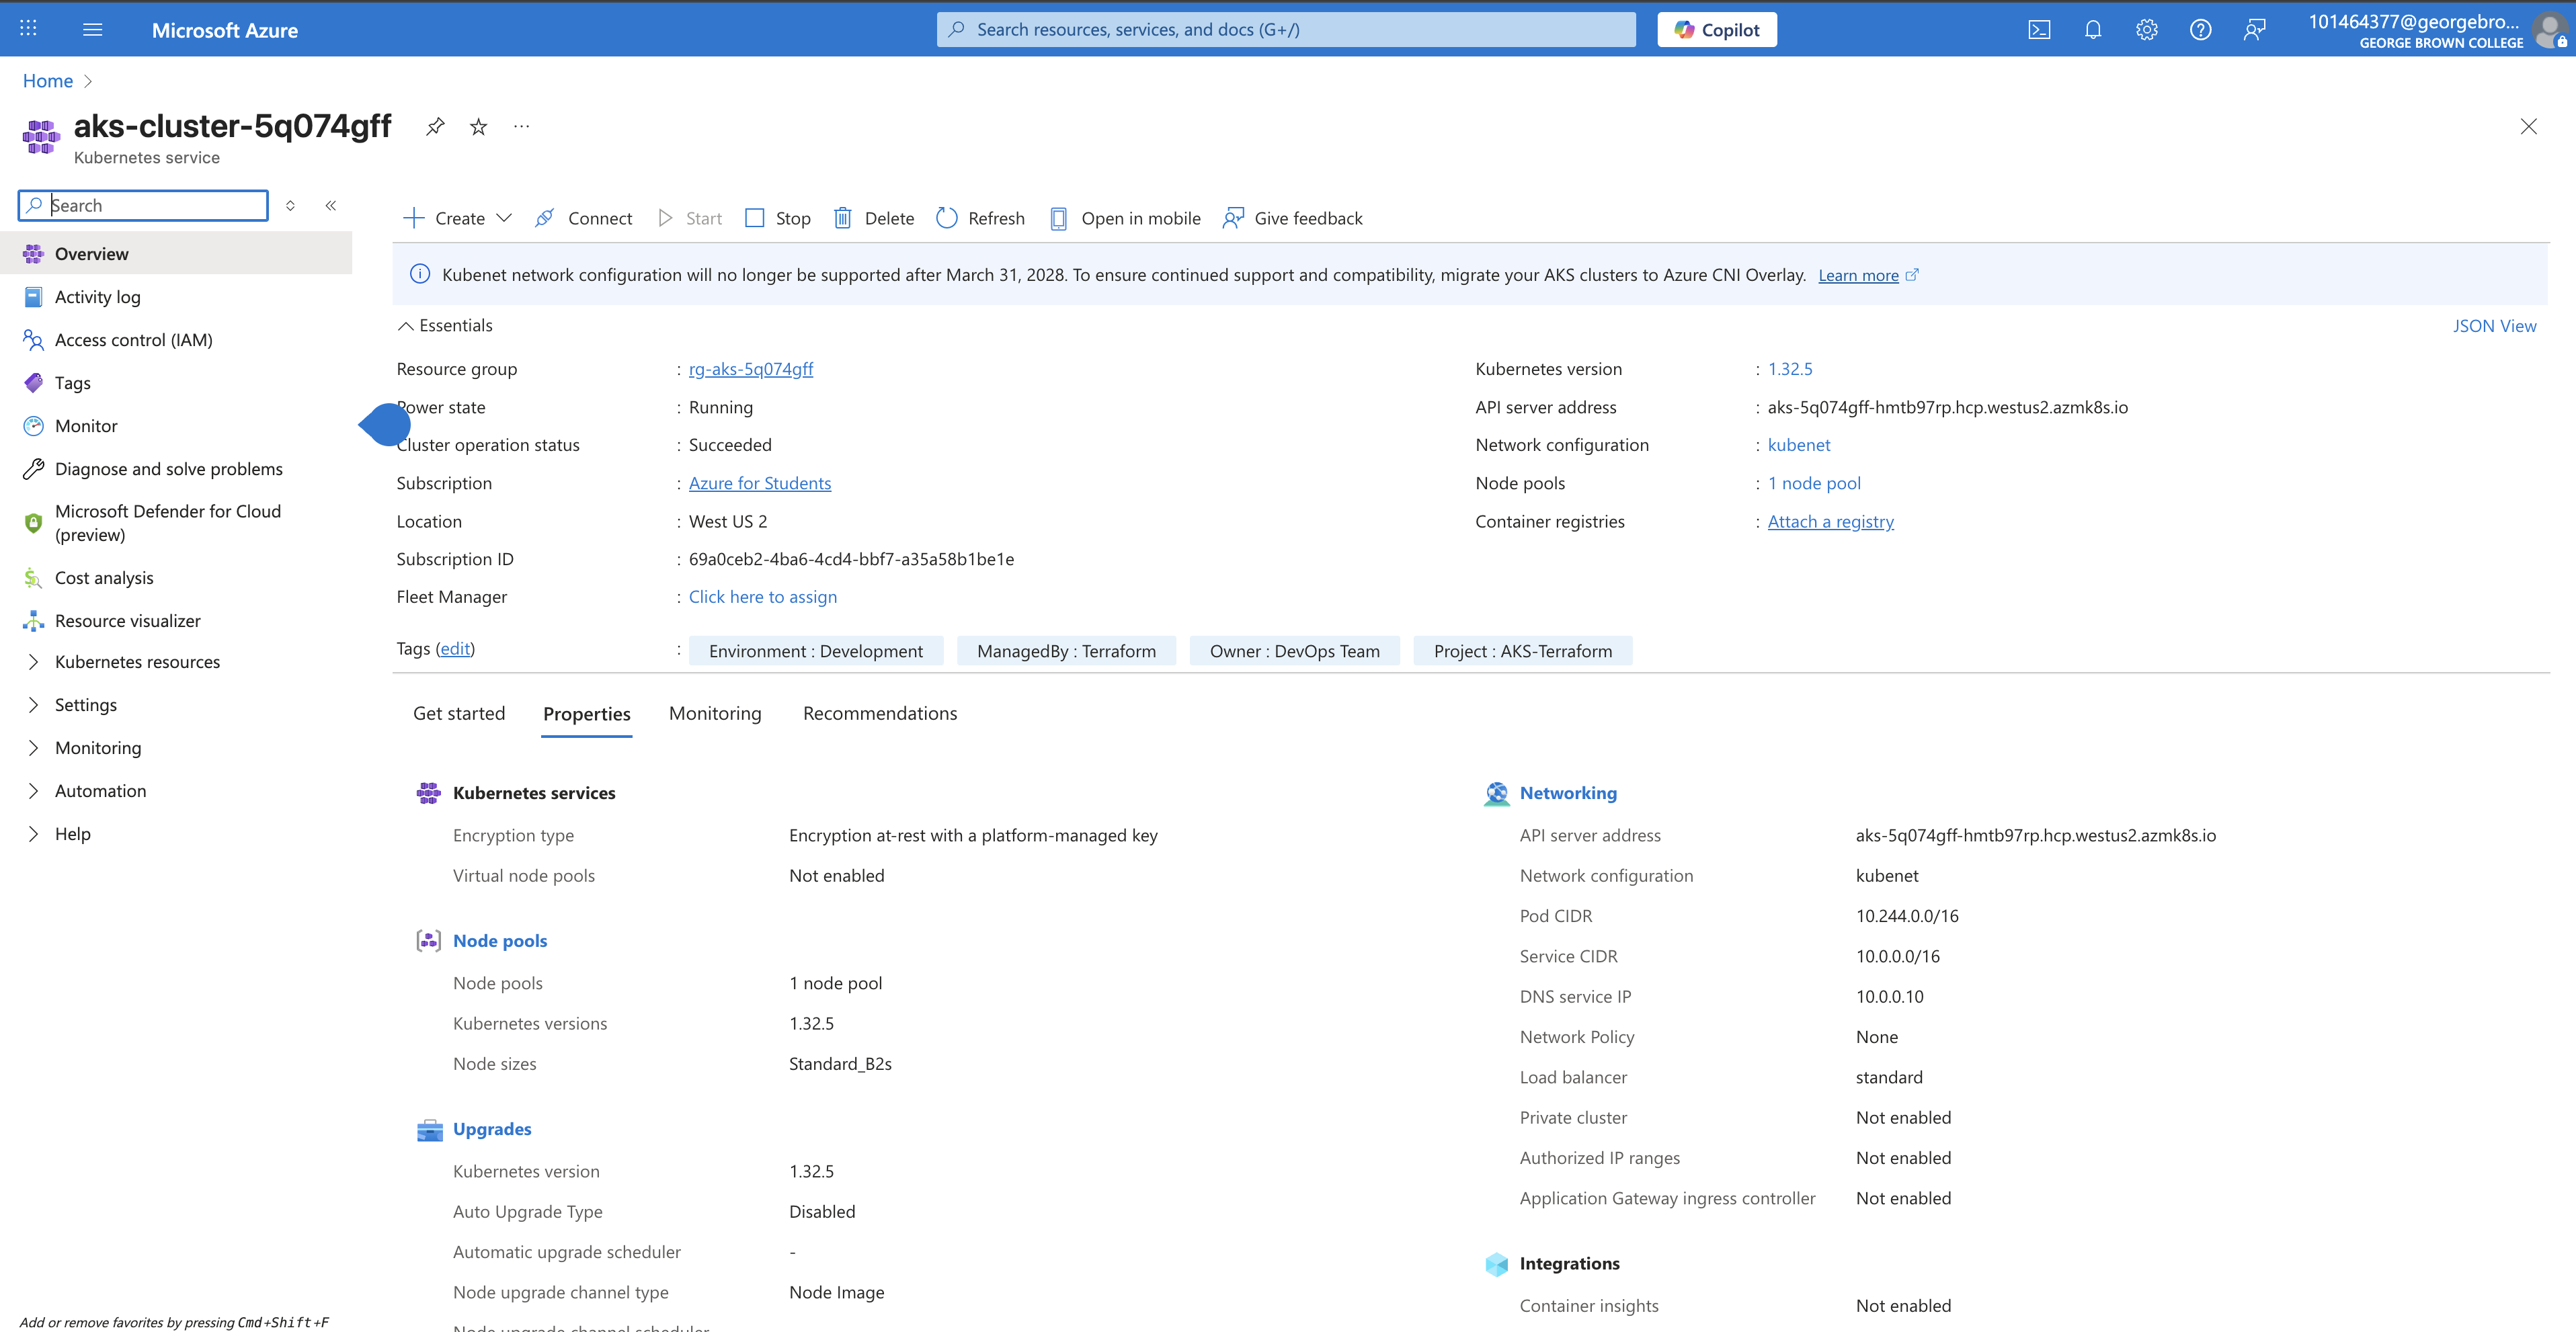 Microsoft Azure
Search resources, services, and docs (G+/)
Copilot
101464377@georgebro...
GEORGE BROWN COLLEGE
Home
aks-cluster-5q074gff
Kubernetes service
Search
Create
Connect
Start
Stop
Delete
Refresh
Open in mobile
Give feedback
Overview
Activity log
Access control (IAM)
Tags
Monitor
Diagnose and solve problems
Microsoft Defender for Cloud
(preview)
Cost analysis
Resource visualizer
Kubernetes resources
Settings
Monitoring
Automation
Help
Add or remove favorites by pressing Cmd+Shift+F
Kubenet network configuration will no longer be supported after March 31, 2028. To ensure continued support and compatibility, migrate your AKS clusters to Azure CNI Overlay. Learn more
Essentials
JSON View
Resource group : rg-aks-5q074gff
Power state : Running
Cluster operation status : Succeeded
Subscription : Azure for Students
Location : West US 2
Subscription ID : 69a0ceb2-4ba6-4cd4-bbf7-a35a58b1be1e
Fleet Manager : Click here to assign
Kubernetes version : 1.32.5
API server address : aks-5q074gff-hmtb97rp.hcp.westus2.azmk8s.io
Network configuration : kubenet
Node pools : 1 node pool
Container registries : Attach a registry
Tags (edit) : Environment : Development ManagedBy : Terraform Owner : DevOps Team Project : AKS-Terraform
Get started Properties Monitoring Recommendations
Kubernetes services
Encryption type Encryption at-rest with a platform-managed key
Virtual node pools Not enabled
Node pools
Node pools 1 node pool
Kubernetes versions 1.32.5
Node sizes Standard_B2s
Upgrades
Kubernetes version 1.32.5
Auto Upgrade Type Disabled
Automatic upgrade scheduler -
Node upgrade channel type Node Image
Node upgrade channel scheduler
Networking
API server address aks-5q074gff-hmtb97rp.hcp.westus2.azmk8s.io
Network configuration kubenet
Pod CIDR 10.244.0.0/16
Service CIDR 10.0.0.0/16
DNS service IP 10.0.0.10
Network Policy None
Load balancer standard
Private cluster Not enabled
Authorized IP ranges Not enabled
Application Gateway ingress controller Not enabled
Integrations
Container insights Not enabled